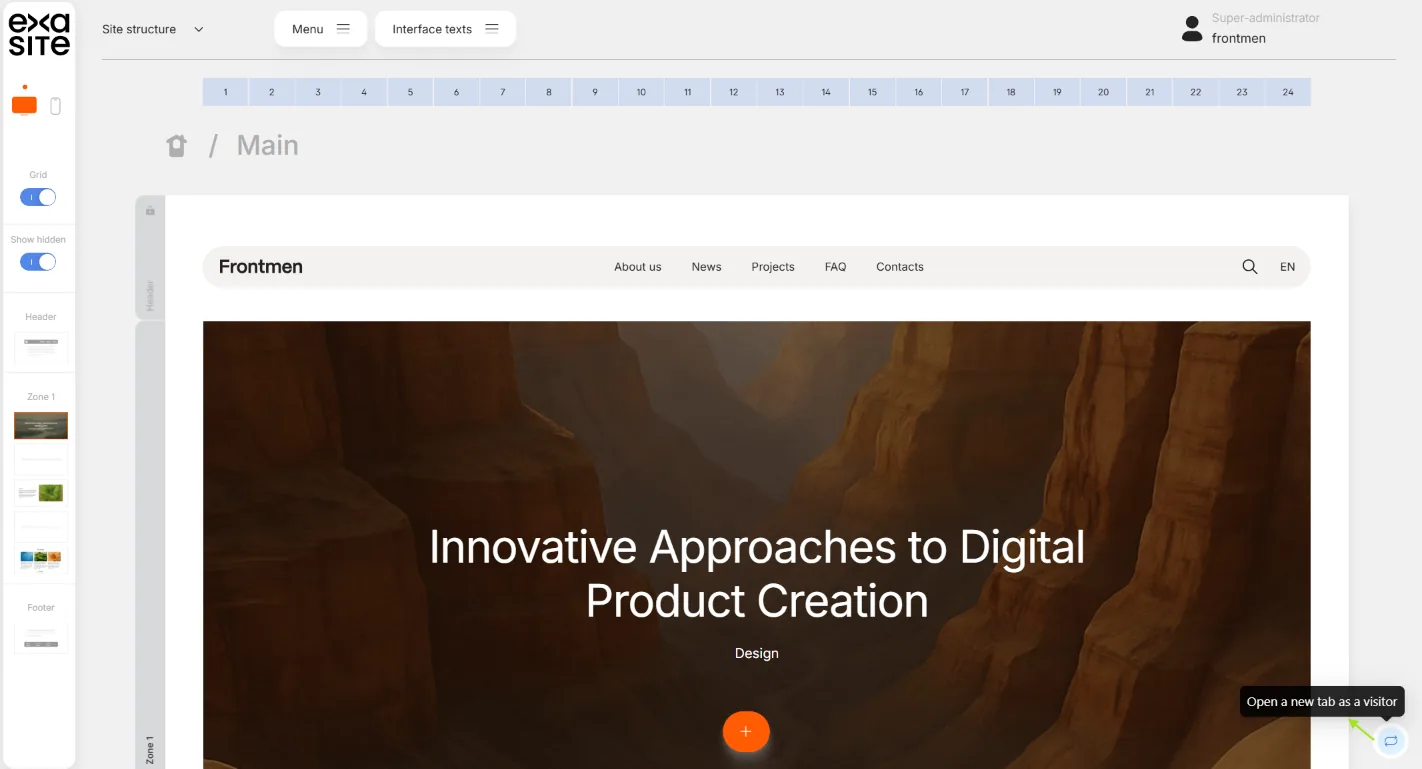 exa
SITE
Site structure
Menu
Interface texts
Super-administrator
frontmen
1 2 3 4 5 6 7 8 9 10 11 12 13 14 15 16 17 18 19 20 21 22 23 24
/ Main
Grid
Show hidden
Header
Zone 1
Footer
Header
Frontmen
About us
News
Projects
FAQ
Contacts
EN
Innovative Approaches to Digital
Product Creation
Design
+
Zone 1
Open a new tab as a visitor